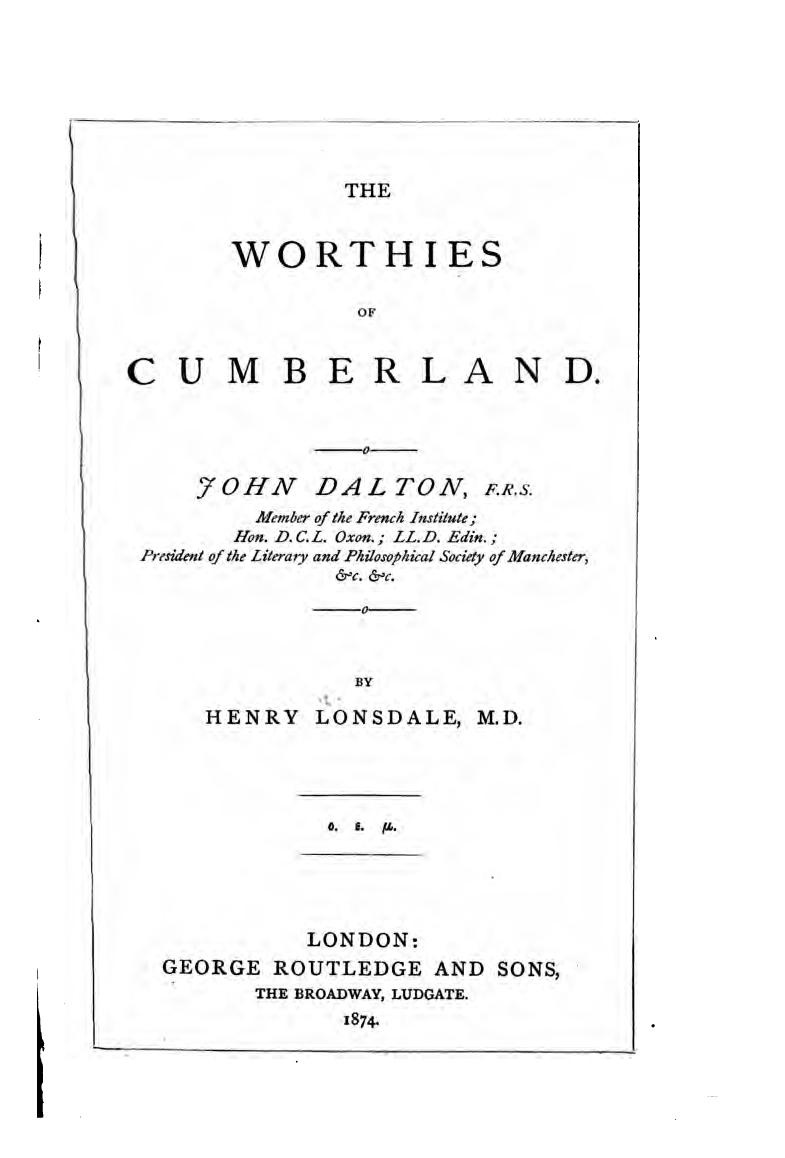 THE
WORTHIES
OF
CUMBERLAND.
JOHN DALTON, F.R.S.
Member of the French Institute;
Hon. D.C.L. Oxon.; LL.D. Edin.;
President of the Literary and Philosophical Society of Manchester,
&c. &c.
BY
HENRY LONSDALE, M.D.
ο. ε. μ.
LONDON:
GEORGE ROUTLEDGE AND SONS,
THE BROADWAY, LUDGATE.
1874.